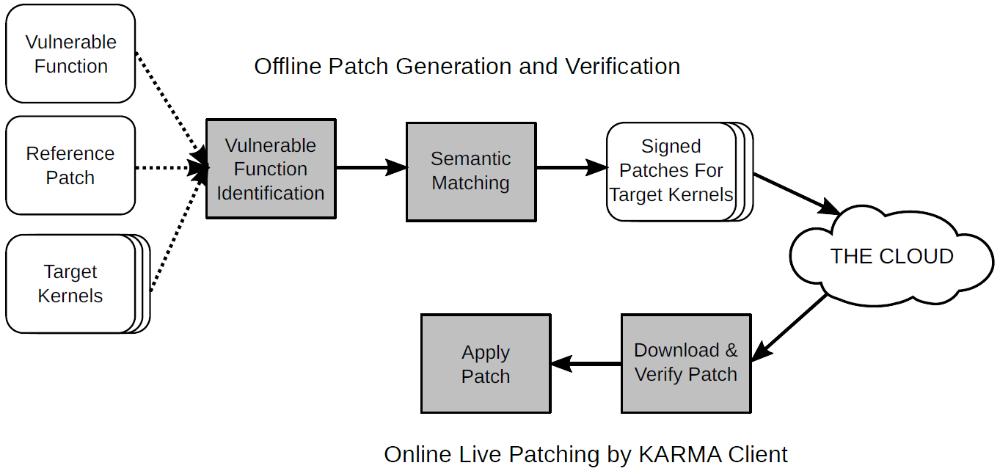 Vulnerable
Function
Offline Patch Generation and Verification
Reference
Patch
Vulnerable
Function
Identification
Semantic
Matching
Signed
Patches For
Target Kernels
Target
Kernels
THE CLOUD
Apply
Patch
Download &
Verify Patch
Online Live Patching by KARMA Client